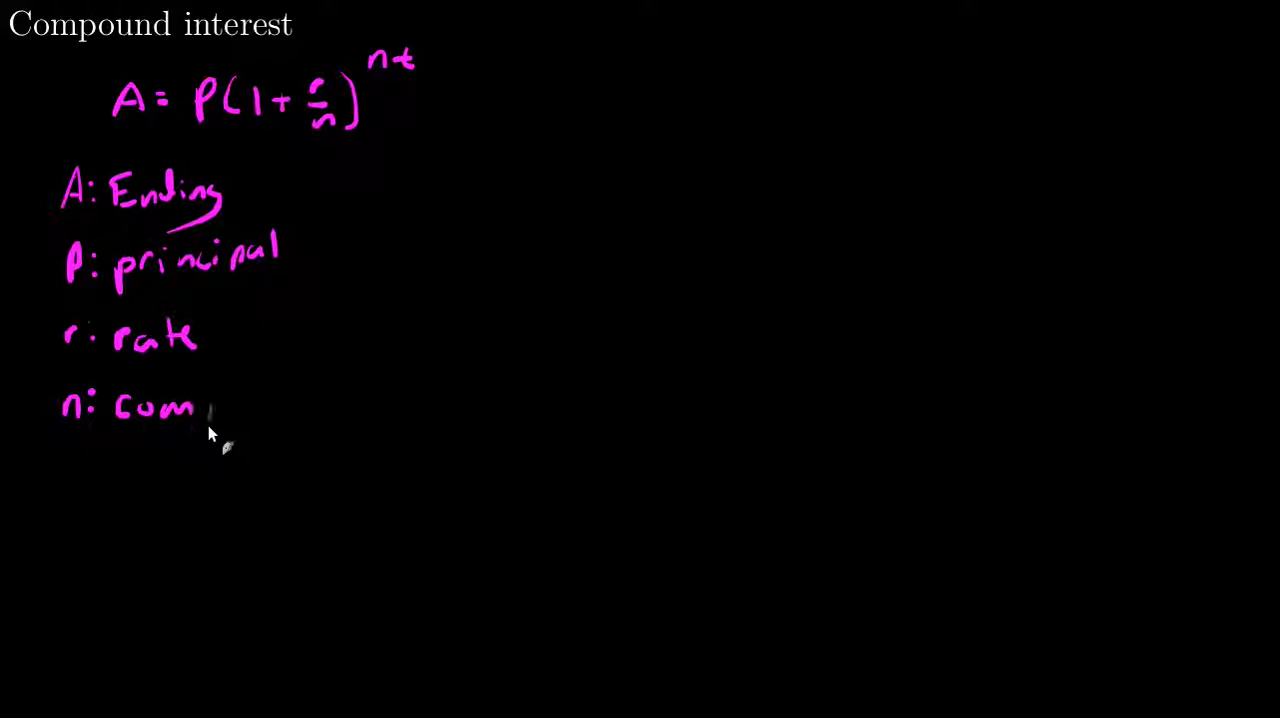 Compound interest
A = P(1 + r/n)^nt
A: Ending
P: principal
r: rate
n: com